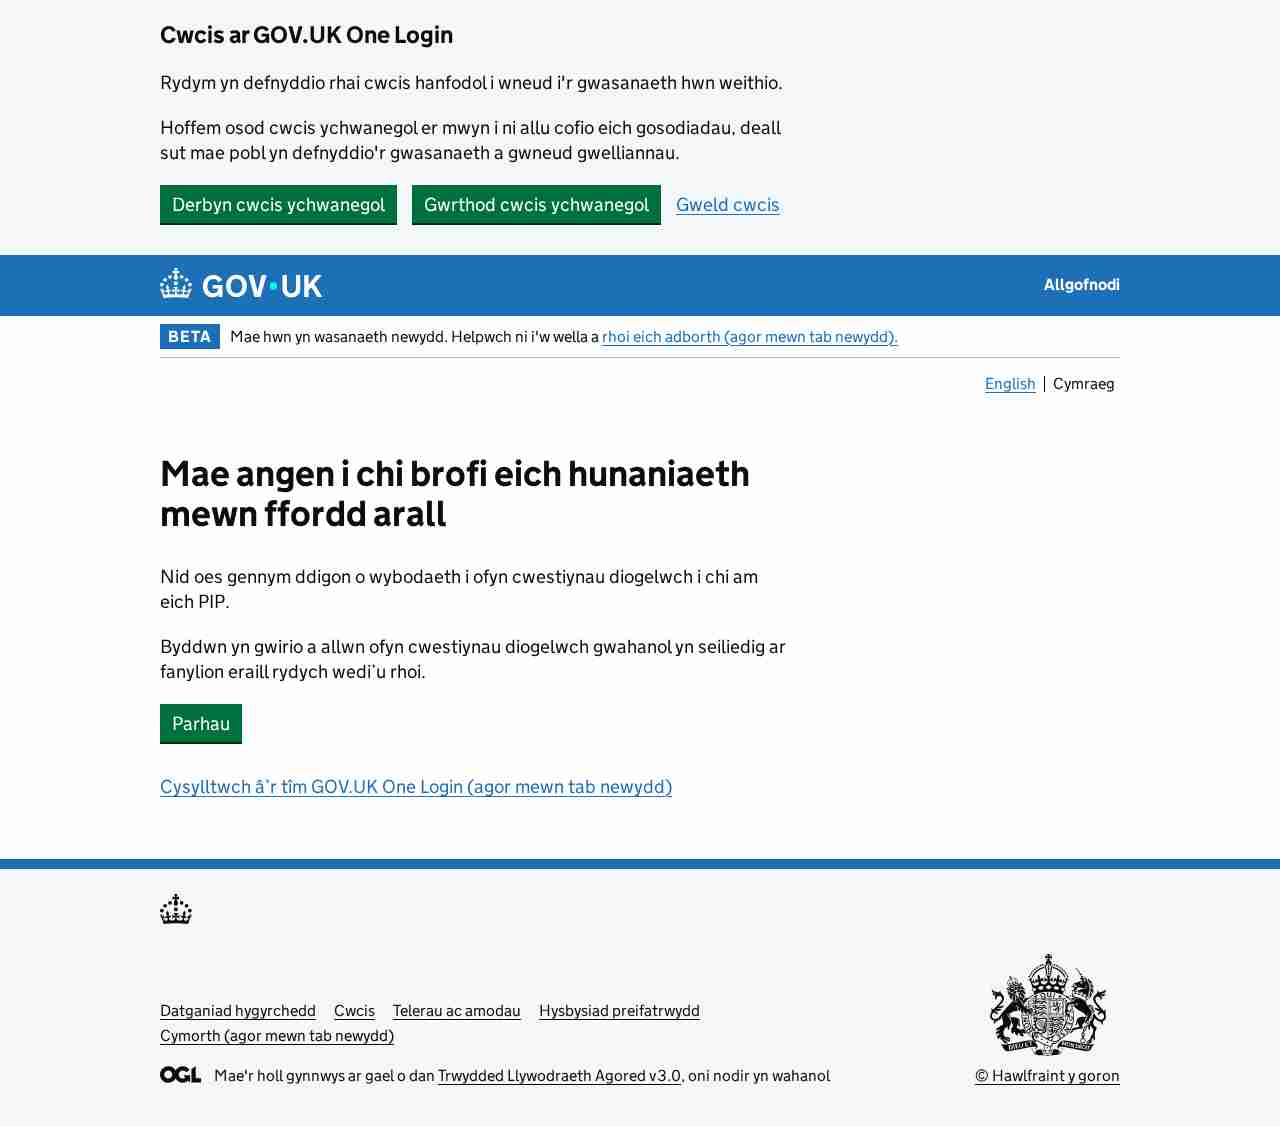 Cwcis ar GOV.UK One Login
Rydym yn defnyddio rhai cwcis hanfodol i wneud i'r gwasanaeth hwn weithio.
Hoffem osod cwcis ychwanegol er mwyn i ni allu cofio eich gosodiadau, deall
sut mae pobl yn defnyddio'r gwasanaeth a gwneud gwelliannau.
Derbyn cwcis ychwanegol Gwrthod cwcis ychwanegol Gweld cwcis
GOV·UK Allgofnodi
BETA Mae hwn yn wasanaeth newydd. Helpwch ni i'w wella a rhoi eich adborth (agor mewn tab newydd).
English Cymraeg
Mae angen i chi brofi eich hunaniaeth
mewn ffordd arall
Nid oes gennym ddigon o wybodaeth i ofyn cwestiynau diogelwch i chi am
eich PIP.
Byddwn yn gwirio a allwn ofyn cwestiynau diogelwch gwahanol yn seiliedig ar
fanylion eraill rydych wedi’u rhoi.
Parhau
Cysylltwch â’r tîm GOV.UK One Login (agor mewn tab newydd)
Datganiad hygyrchedd Cwcis Telerau ac amodau Hysbysiad preifatrwydd
Cymorth (agor mewn tab newydd)
OGL Mae'r holl gynnwys ar gael o dan Trwydded Llywodraeth Agored v3.0, oni nodir yn wahanol
© Hawlfraint y goron